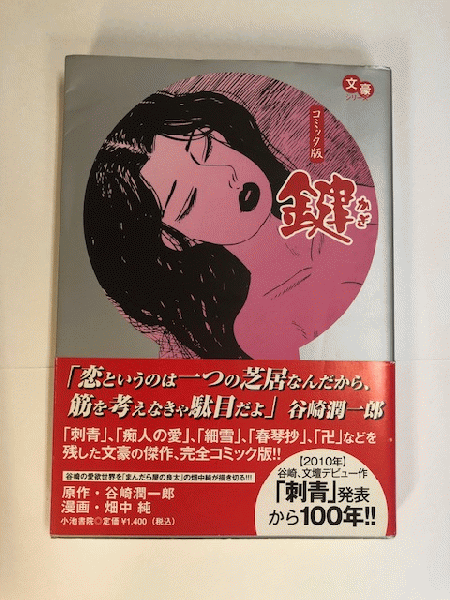 文豪
シリーズ
コミック版
鍵
かぎ
「恋というのは一つの芝居なんだから、
筋を考えなきゃ駄目だよ」 谷崎潤一郎
「刺青」、「痴人の愛」、「細雪」、「春琴抄」、「卍」などを
残した文豪の傑作、完全コミック版!!
谷崎の愛欲世界を「まんだら屋の良太」の畑中純が描き切る!!!
原作・谷崎潤一郎
漫画・畑中 純
小池書院◎定価¥1,400(税込)
【2010年】
谷崎、文壇デビュー作
「刺青」発表
から100年!!